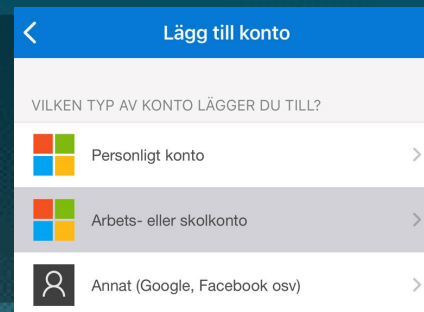 Lägg till konto
VILKEN TYP AV KONTO LÄGGER DU TILL?
Personligt konto
Arbets- eller skolkonto
Annat (Google, Facebook osv)